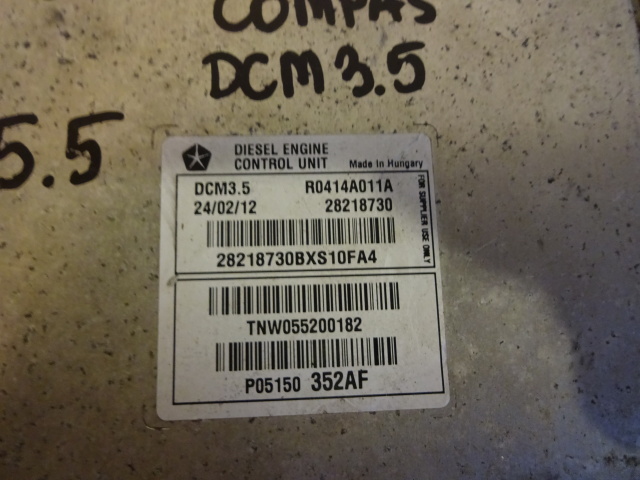 COMPAS
DCM3.5
5.5
DIESEL ENGINE
CONTROL UNIT
Made In Hungary
DCM3.5 R0414A011A
24/02/12 28218730
28218730BXS10FA4
FOR SUPPLIER USE ONLY
TNW055200182
P05150 352AF